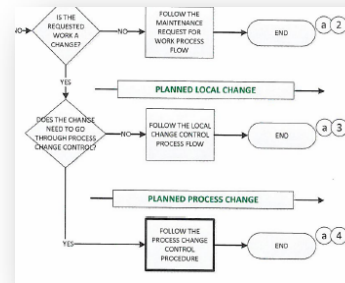 IS THE
REQUESTED
WORK A
CHANGE?
NO
NO
FOLLOW THE
MAINTENANCE
REQUEST FOR
WORK PROCESS
FLOW
END
a 2
YES
PLANNED LOCAL CHANGE
DOES THE CHANGE
NEED TO GO
THROUGH PROCESS
CHANGE CONTROL?
NO
FOLLOW THE LOCAL
CHANGE CONTROL
PROCESS FLOW
END
a 3
PLANNED PROCESS CHANGE
YES
FOLLOW THE
PROCESS CHANGE
CONTROL
PROCEDURE
END
a 4